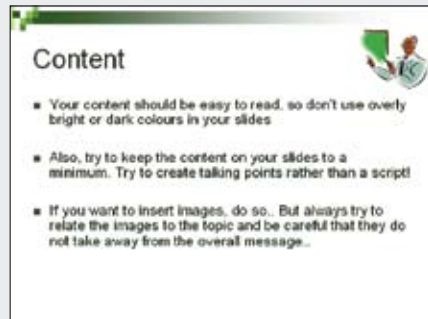 Content
Your content should be easy to read, so don't use overly
bright or dark colours in your slides
Also, try to keep the content on your slides to a
minimum. Try to create talking points rather than a script!
If you want to insert images, do so.. But always try to
relate the images to the topic and be careful that they do
not take away from the overall message..